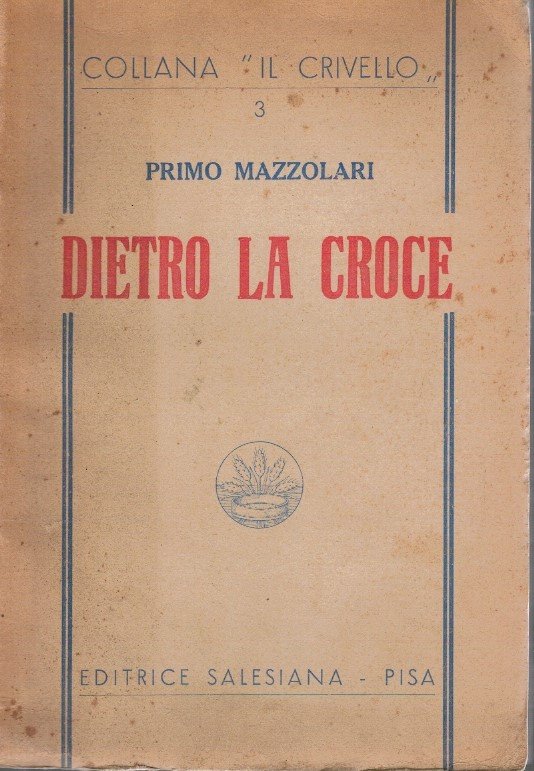 COLLANA "IL CRIVELLO„
3
PRIMO MAZZOLARI
DIETRO LA CROCE
EDITRICE SALESIANA - PISA